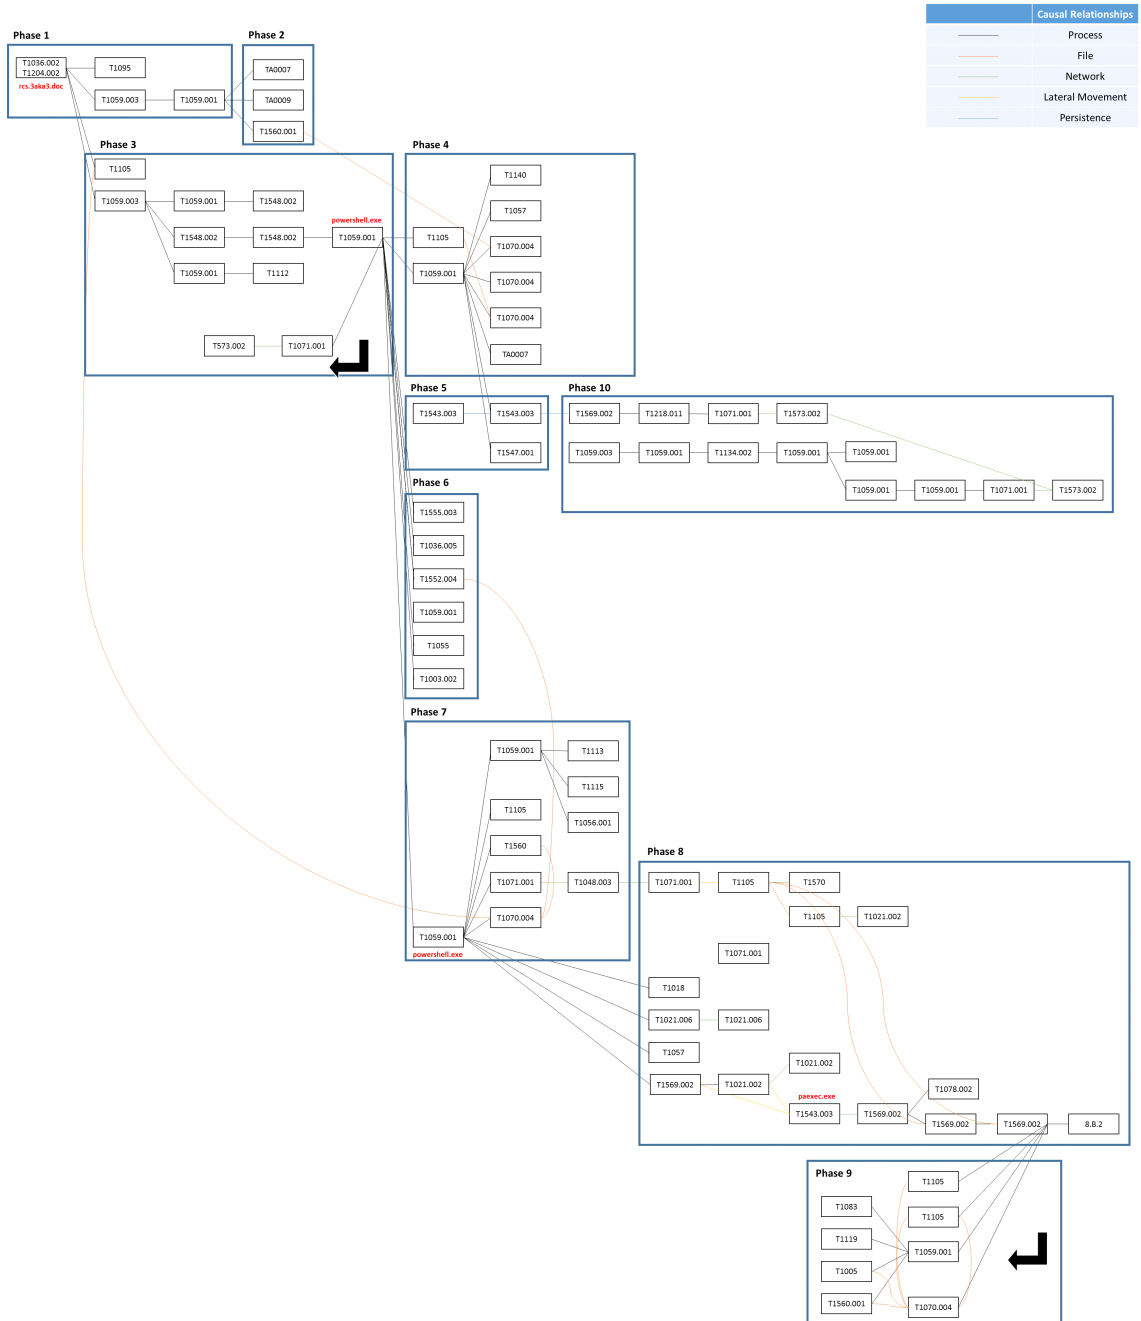 Causal Relationships
Process
File
Network
Lateral Movement
Persistence
Phase 1
T1036.002
T1204.002
rcs.3aka3.doc
T1095
T1059.003
T1059.001
Phase 2
TA0007
TA0009
T1560.001
Phase 3
T1105
T1059.003
T1059.001
T1548.002
T1548.002
T1548.002
powershell.exe
T1059.001
T1059.001
T1112
T573.002
T1071.001
Phase 4
T1105
T1059.001
T1140
T1057
T1070.004
T1070.004
T1070.004
TA0007
Phase 5
T1543.003
T1543.003
T1547.001
Phase 10
T1569.002
T1218.011
T1071.001
T1573.002
T1059.003
T1059.001
T1134.002
T1059.001
T1059.001
T1059.001
T1059.001
T1071.001
T1573.002
Phase 6
T1555.003
T1036.005
T1552.004
T1059.001
T1055
T1003.002
Phase 7
T1059.001
T1113
T1115
T1056.001
T1105
T1560
T1071.001
T1048.003
T1070.004
T1059.001
powershell.exe
Phase 8
T1071.001
T1105
T1570
T1105
T1021.002
T1071.001
T1018
T1021.006
T1021.006
T1057
T1569.002
T1021.002
T1021.002
paexec.exe
T1543.003
T1569.002
T1078.002
T1569.002
T1569.002
8.B.2
Phase 9
T1105
T1083
T1105
T1119
T1059.001
T1005
T1560.001
T1070.004